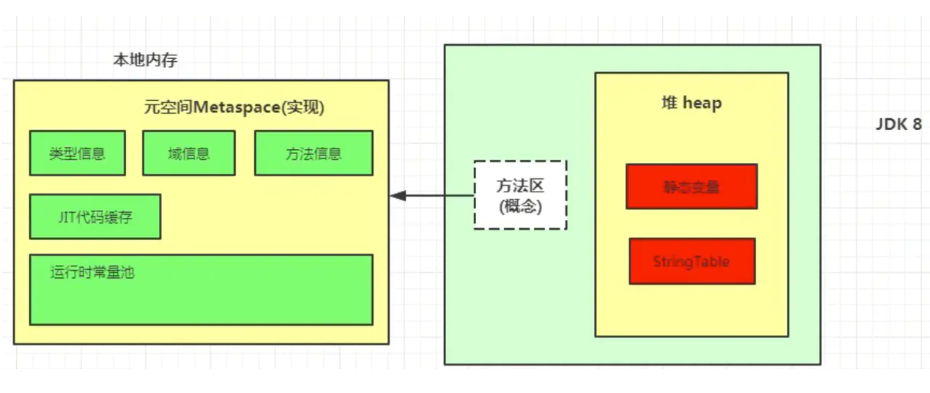 本地内存
元空间Metaspace(实现)
类型信息
域信息
方法信息
JIT代码缓存
运行时常量池
方法区
(概念)
堆 heap
静态变量
StringTable
JDK 8